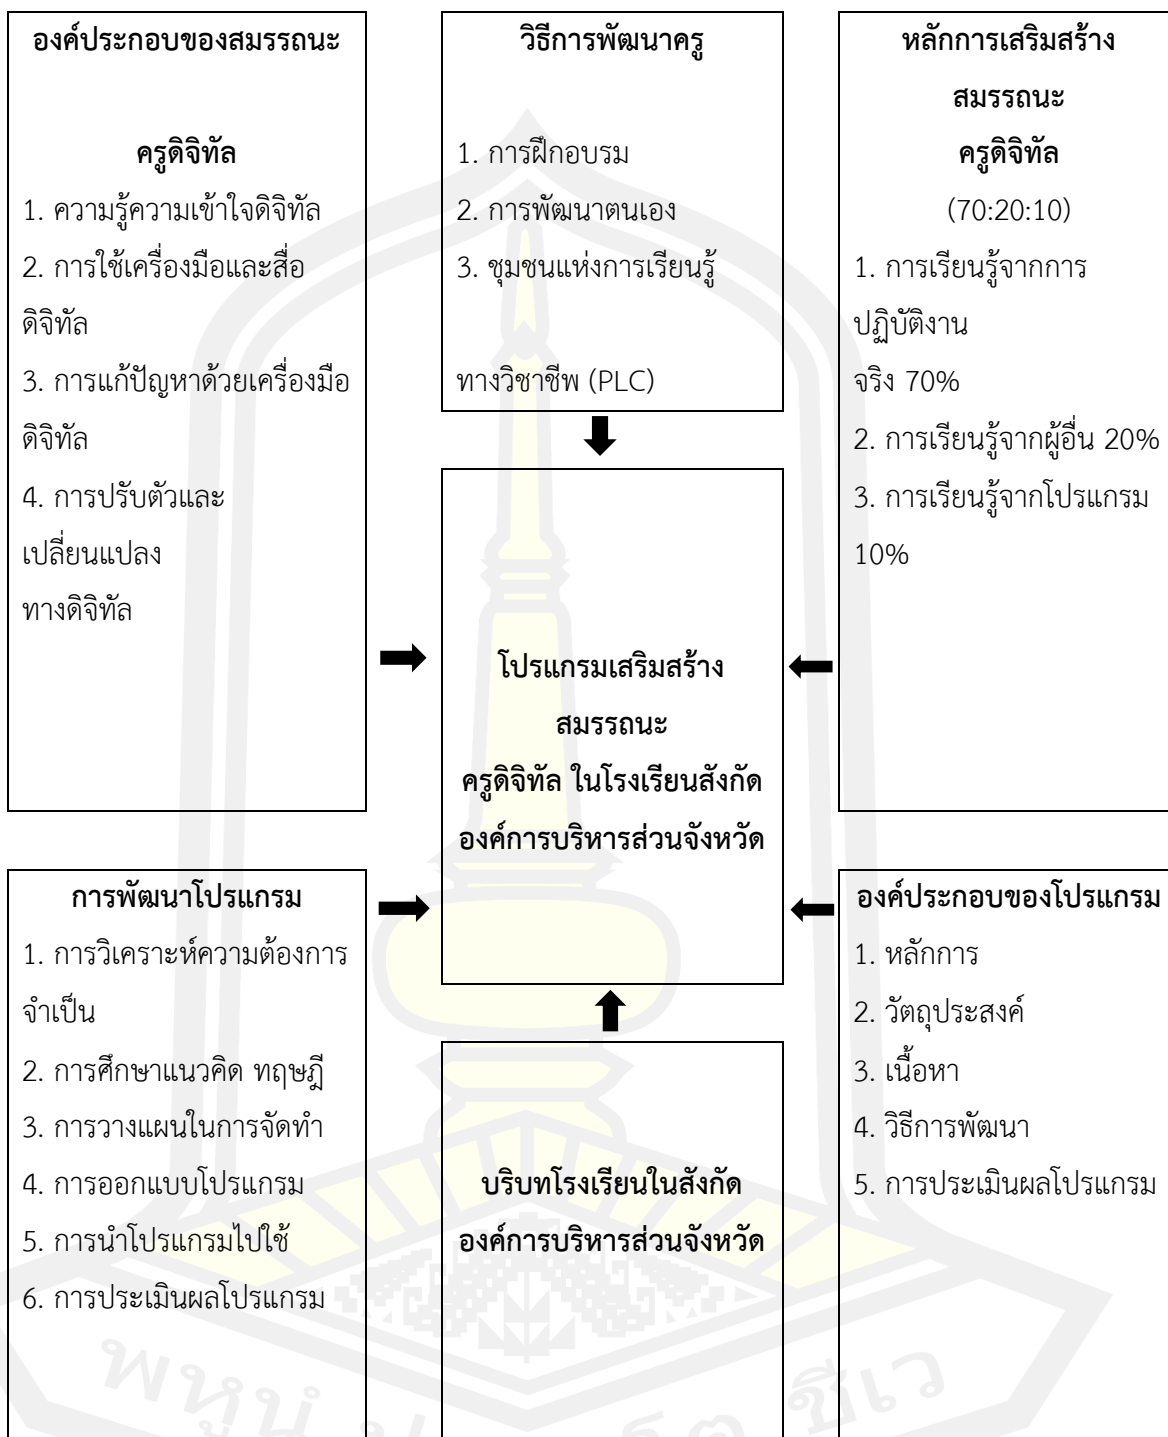 องค์ประกอบของสมรรถนะ
ครูดิจิทัล
1. ความรู้ความเข้าใจดิจิทัล
2. การใช้เครื่องมือและสื่อ
ดิจิทัล
3. การแก้ปัญหาด้วยเครื่องมือ
ดิจิทัล
4. การปรับตัวและ
เปลี่ยนแปลง
ทางดิจิทัล
วิธีการพัฒนาครู
1. การฝึกอบรม
2. การพัฒนาตนเอง
3. ชุมชนแห่งการเรียนรู้
ทางวิชาชีพ (PLC)
หลักการเสริมสร้าง
สมรรถนะ
ครูดิจิทัล
(70:20:10)
1. การเรียนรู้จากการ
ปฏิบัติงาน
จริง 70%
2. การเรียนรู้จากผู้อื่น 20%
3. การเรียนรู้จากโปรแกรม
10%
โปรแกรมเสริมสร้าง
สมรรถนะ
ครูดิจิทัล ในโรงเรียนสังกัด
องค์การบริหารส่วนจังหวัด
การพัฒนาโปรแกรม
1. การวิเคราะห์ความต้องการ
จำเป็น
2. การศึกษาแนวคิด ทฤษฎี
3. การวางแผนในการจัดทำ
4. การออกแบบโปรแกรม
5. การนำโปรแกรมไปใช้
6. การประเมินผลโปรแกรม
บริบทโรงเรียนในสังกัด
องค์การบริหารส่วนจังหวัด
องค์ประกอบของโปรแกรม
1. หลักการ
2. วัตถุประสงค์
3. เนื้อหา
4. วิธีการพัฒนา
5. การประเมินผลโปรแกรม
พหูนํ
ชีเว